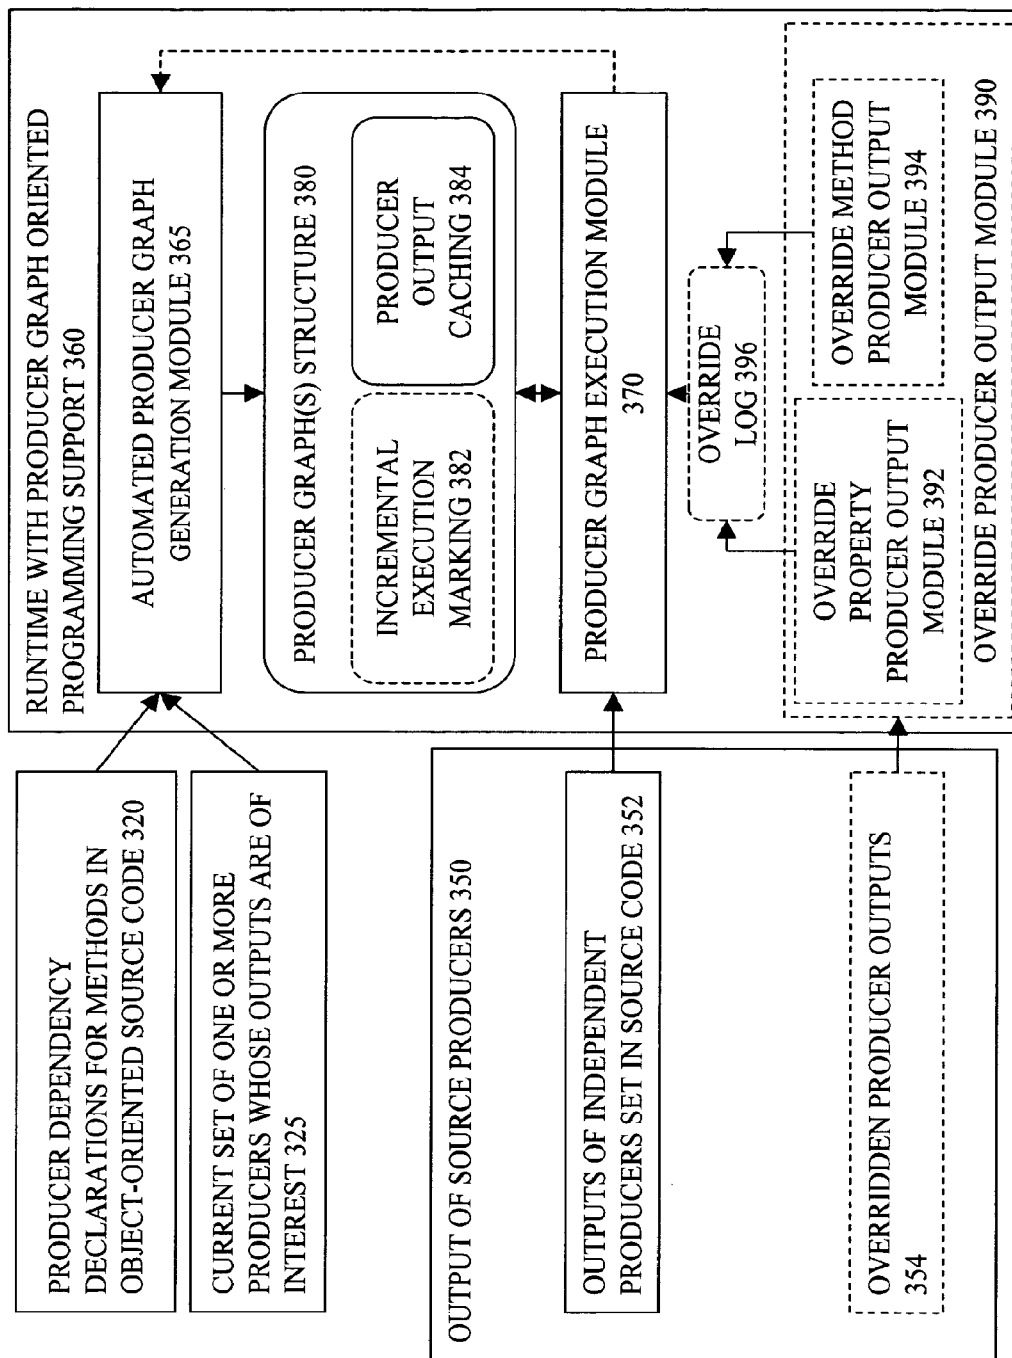 PRODUCER DEPENDENCY
DECLARATIONS FOR METHODS IN
OBJECT-ORIENTED SOURCE CODE 320
CURRENT SET OF ONE OR MORE
PRODUCERS WHOSE OUTPUTS ARE OF
INTEREST 325
OUTPUT OF SOURCE PRODUCERS 350
OUTPUTS OF INDEPENDENT
PRODUCERS SET IN SOURCE CODE 352
OVERRIDDEN PRODUCER OUTPUTS
354
RUNTIME WITH PRODUCER GRAPH ORIENTED
PROGRAMMING SUPPORT 360
AUTOMATED PRODUCER GRAPH
GENERATION MODULE 365
PRODUCER GRAPH(S) STRUCTURE 380
INCREMENTAL
EXECUTION
MARKING 382
PRODUCER
OUTPUT
CACHING 384
PRODUCER GRAPH EXECUTION MODULE
370
OVERRIDE
LOG 396
OVERRIDE
PROPERTY
PRODUCER OUTPUT
MODULE 392
OVERRIDE METHOD
PRODUCER OUTPUT
MODULE 394
OVERRIDE PRODUCER OUTPUT MODULE 390